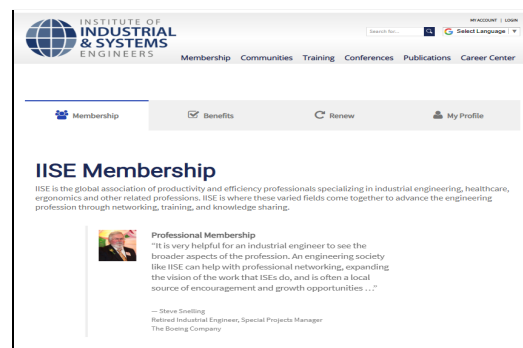 INSTITUTE OF
INDUSTRIAL
& SYSTEMS
ENGINEERS
MY ACCOUNT | LOGIN
Search for...
G Select Language | ▼
Membership Communities Training Conferences Publications Career Center
Membership Benefits Renew My Profile
IISE Membership
IISE is the global association of productivity and efficiency professionals specializing in industrial engineering, healthcare,
ergonomics and other related professions. IISE is where these varied fields come together to advance the engineering
profession through networking, training, and knowledge sharing.
Professional Membership
"It is very helpful for an industrial engineer to see the
broader aspects of the profession. An engineering society
like IISE can help with professional networking, expanding
the vision of the work that ISEs do, and is often a local
source of encouragement and growth opportunities ..."
— Steve Snelling
Retired Industrial Engineer, Special Projects Manager
The Boeing Company